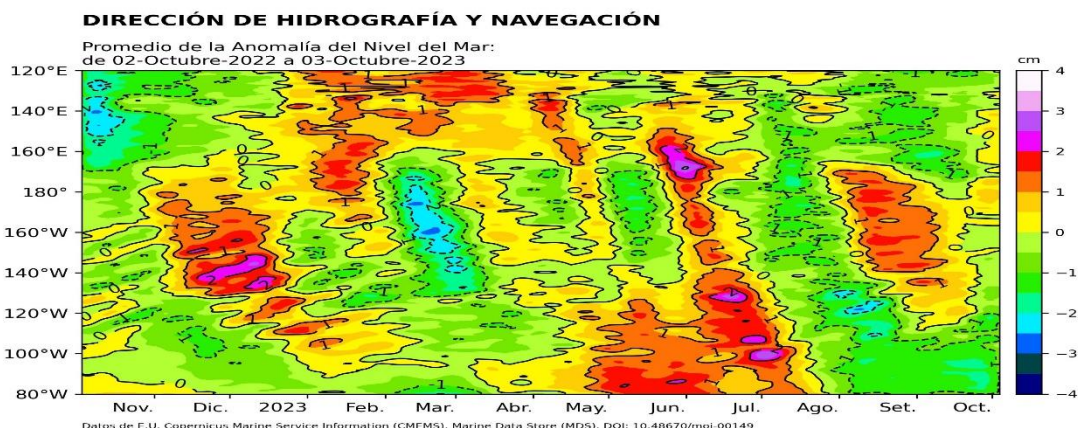 DIRECCIÓN DE HIDROGRAFÍA Y NAVEGACIÓN
Promedio de la Anomalía del Nivel del Mar:
de 02-Octubre-2022 a 03-Octubre-2023
cm
120°E
140°E
160°E
180°
160°W
140°W
120°W
100°W
80°W
4
3
2
1
0
−1
−2
−3
−4
Nov. Dic. 2023 Feb. Mar. Abr. May. Jun. Jul. Ago. Set. Oct.
Datos de E.U. Copernicus Marine Service Information (CMEMS). Marine Data Store (MDS). DOI: 10.48670/moi-00149